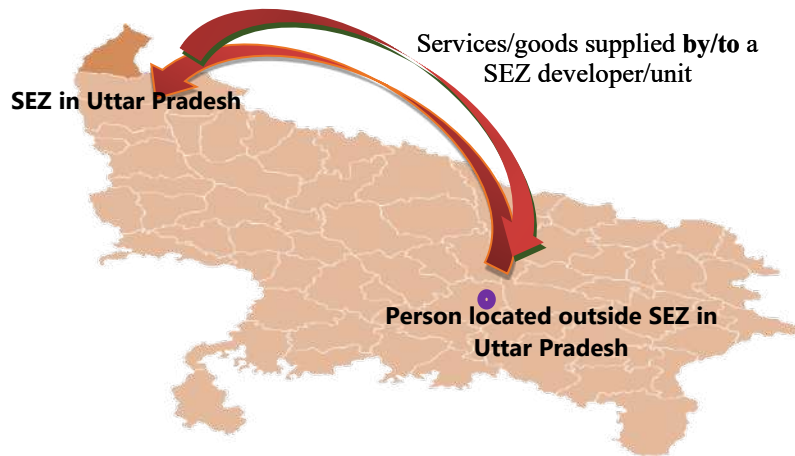 Services/goods supplied by/to a
SEZ developer/unit
SEZ in Uttar Pradesh
Person located outside SEZ in
Uttar Pradesh